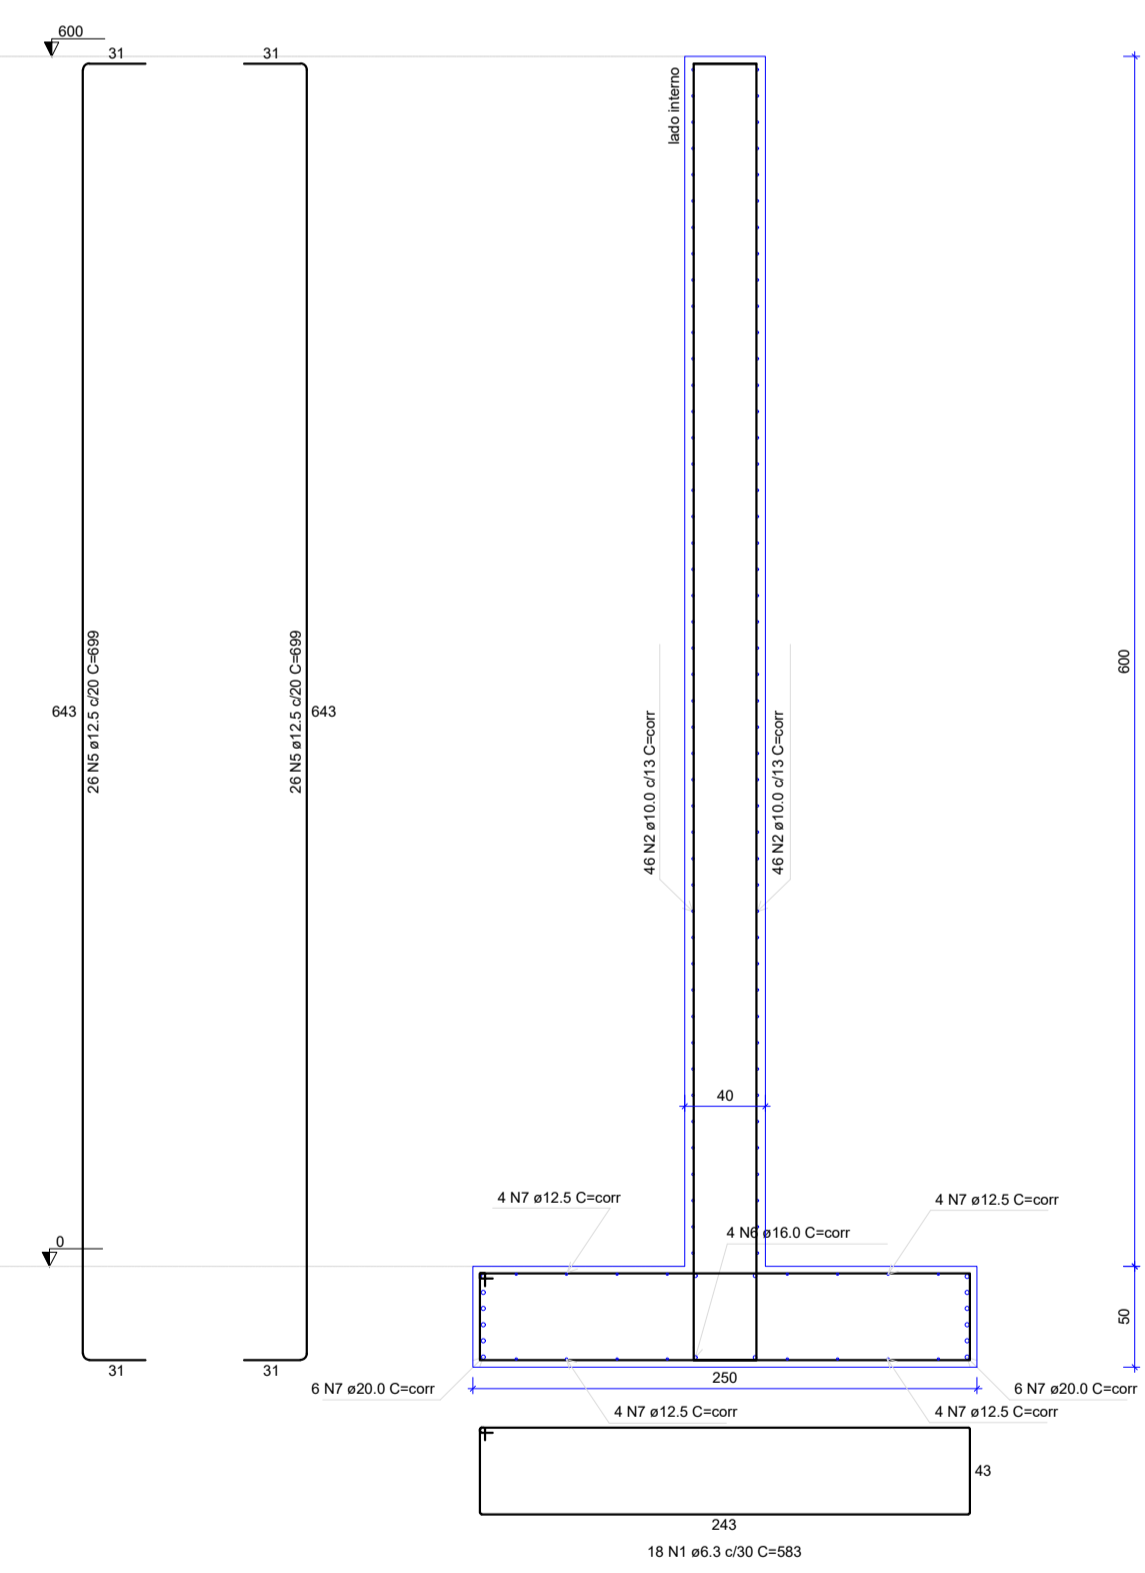 600
31
31
lado interno
26 N5 ø12.5 c/20 C=699
643
26 N5 ø12.5 c/20 C=699
643
46 N2 ø10.0 c/13 C=corr
46 N2 ø10.0 c/13 C=corr
600
40
4 N7 ø12.5 C=corr
4 N7 ø12.5 C=corr
4 N6 ø16.0 C=corr
0
50
31
31
250
6 N7 ø20.0 C=corr
6 N7 ø20.0 C=corr
4 N7 ø12.5 C=corr
4 N7 ø12.5 C=corr
43
243
18 N1 ø6.3 c/30 C=583